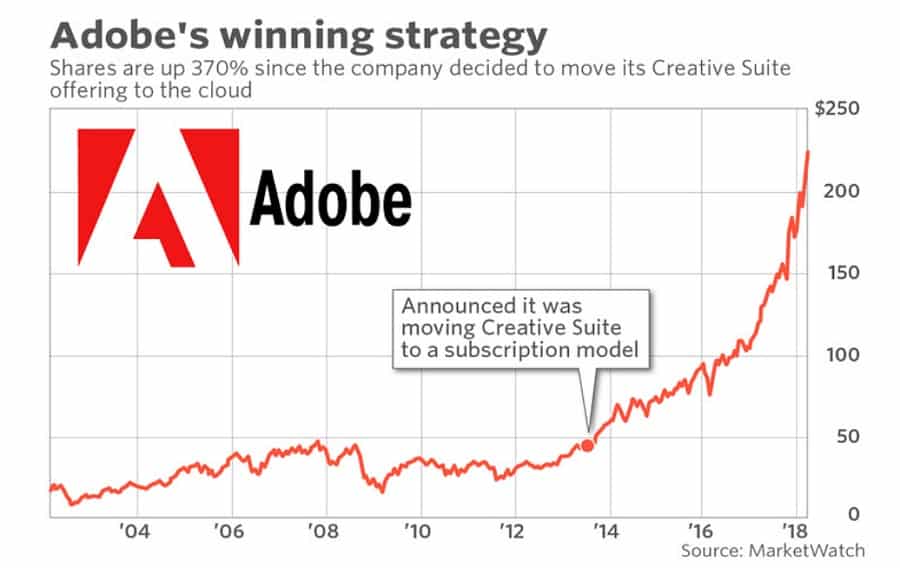 Adobe's winning strategy
Shares are up 370% since the company decided to move its Creative Suite
offering to the cloud
$250
Adobe
200
150
Announced it was
moving Creative Suite
to a subscription model
100
50
0
'04 '06 '08 '10 '12 '14 '16 '18
Source: MarketWatch